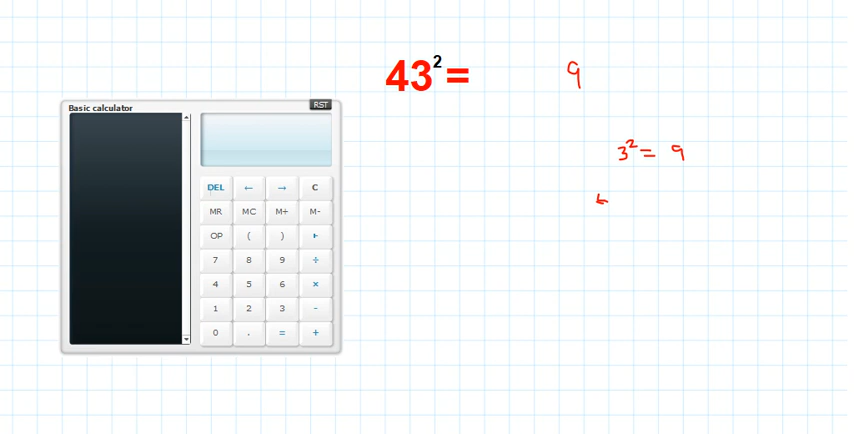 43²= 9
Basic calculator RST
3² = 9
DEL ← → C
MR MC M+ M-
OP ( )
7 8 9 ÷
4 5 6 ×
1 2 3 -
0 . = +